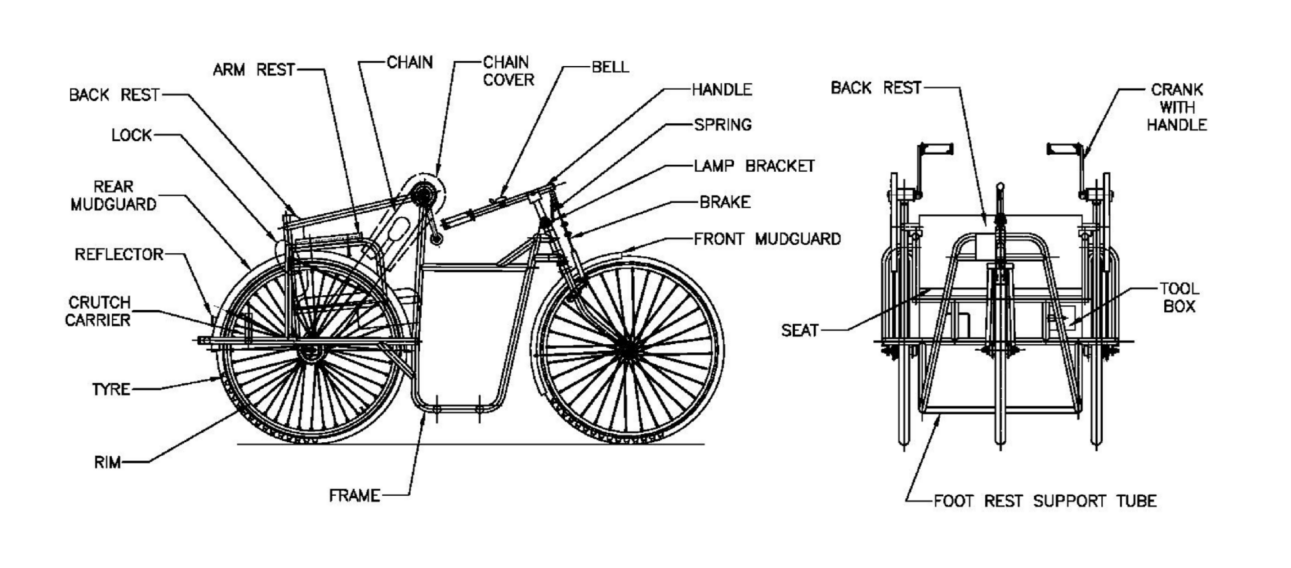 ARM REST
CHAIN
CHAIN
COVER
BELL
BACK REST
HANDLE
LOCK
SPRING
REAR
MUDGUARD
LAMP BRACKET
BRAKE
REFLECTOR
FRONT MUDGUARD
CRUTCH
CARRIER
TYRE
RIM
FRAME
BACK REST
CRANK
WITH
HANDLE
SEAT
TOOL
BOX
FOOT REST SUPPORT TUBE